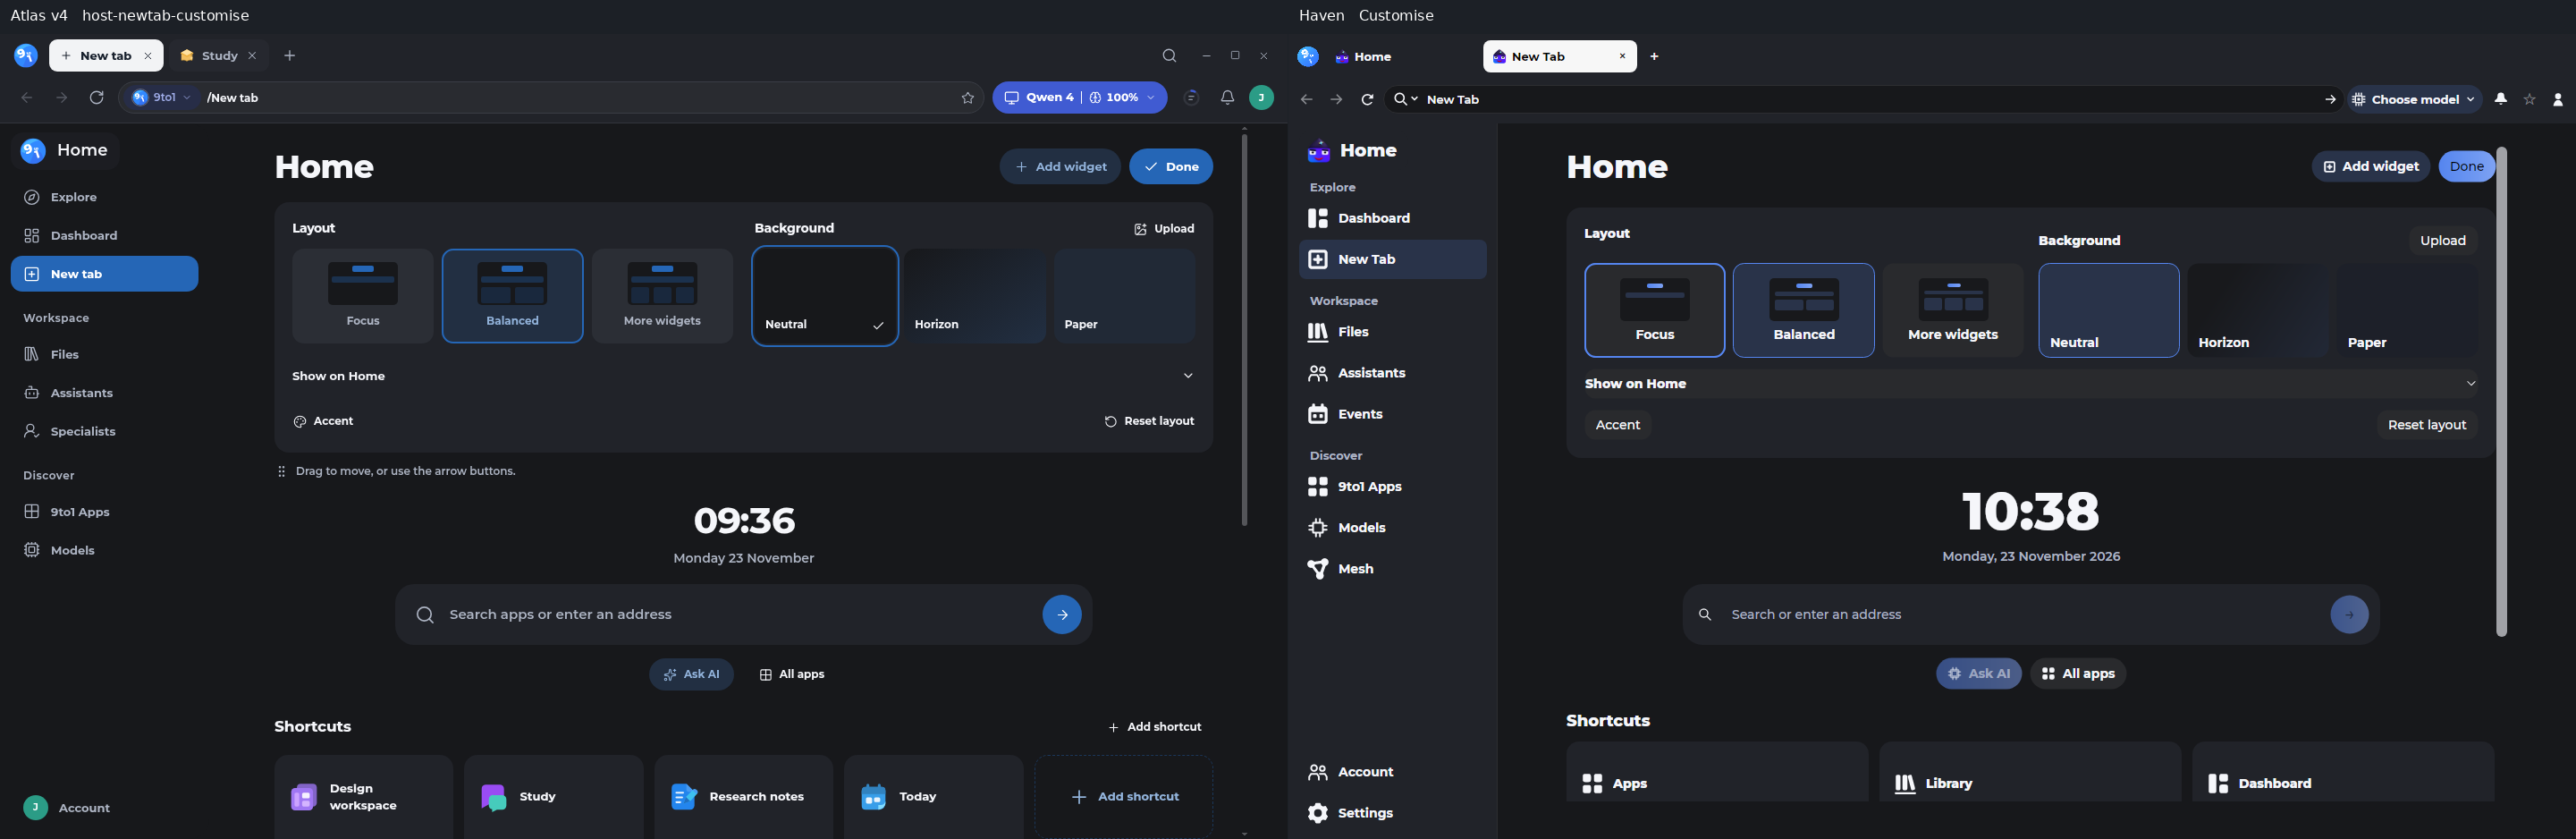 Atlas v4 host-newtab-customise
New tab
Study
9to1
/New tab
Qwen 4 | 100%
J
Home
Explore
Dashboard
New tab
Workspace
Files
Assistants
Specialists
Discover
9to1 Apps
Models
J
Account
Home
Add widget
Done
Layout
Focus
Balanced
More widgets
Background
Upload
Neutral
Horizon
Paper
Show on Home
Accent
Reset layout
Drag to move, or use the arrow buttons.
09:36
Monday 23 November
Search apps or enter an address
Ask AI
All apps
Shortcuts
Add shortcut
Design
workspace
Study
Research notes
Today
Add shortcut
Haven Customise
Home
New Tab
New Tab
Choose model
Home
Explore
Dashboard
New Tab
Workspace
Files
Assistants
Events
Discover
9to1 Apps
Models
Mesh
Account
Settings
Home
Add widget
Done
Layout
Focus
Balanced
More widgets
Background
Upload
Neutral
Horizon
Paper
Show on Home
Accent
Reset layout
10:38
Monday, 23 November 2026
Search or enter an address
Ask AI
All apps
Shortcuts
Apps
Library
Dashboard